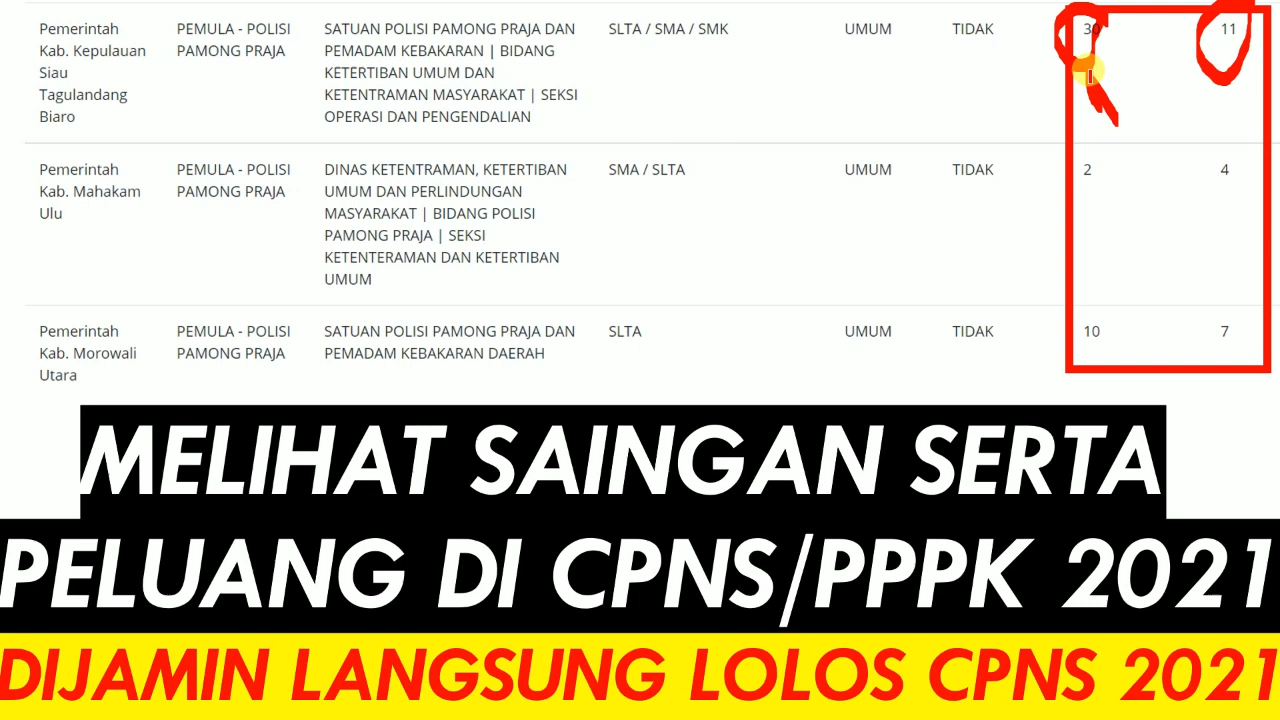 Pemerintah PEMULA - POLISI SATUAN POLISI PAMONG PRAJA DAN SLTA / SMA / SMK UMUM TIDAK 30 11
Kab. Kepulauan PAMONG PRAJA PEMADAM KEBAKARAN | BIDANG
Siau KETERTIBAN UMUM DAN
Tagulandang KETENTRAMAN MASYARAKAT | SEKSI
Biaro OPERASI DAN PENGENDALIAN
Pemerintah PEMULA - POLISI DINAS KETENTRAMAN, KETERTIBAN SMA / SLTA UMUM TIDAK 2 4
Kab. Mahakam PAMONG PRAJA UMUM DAN PERLINDUNGAN
Ulu MASYARAKAT | BIDANG POLISI
PAMONG PRAJA | SEKSI
KETENTERAMAN DAN KETERTIBAN
UMUM
Pemerintah PEMULA - POLISI SATUAN POLISI PAMONG PRAJA DAN SLTA UMUM TIDAK 10 7
Kab. Morowali PAMONG PRAJA PEMADAM KEBAKARAN DAERAH
Utara
MELIHAT SAINGAN SERTA
PELUANG DI CPNS/PPPK 2021
DIJAMIN LANGSUNG LOLOS CPNS 2021